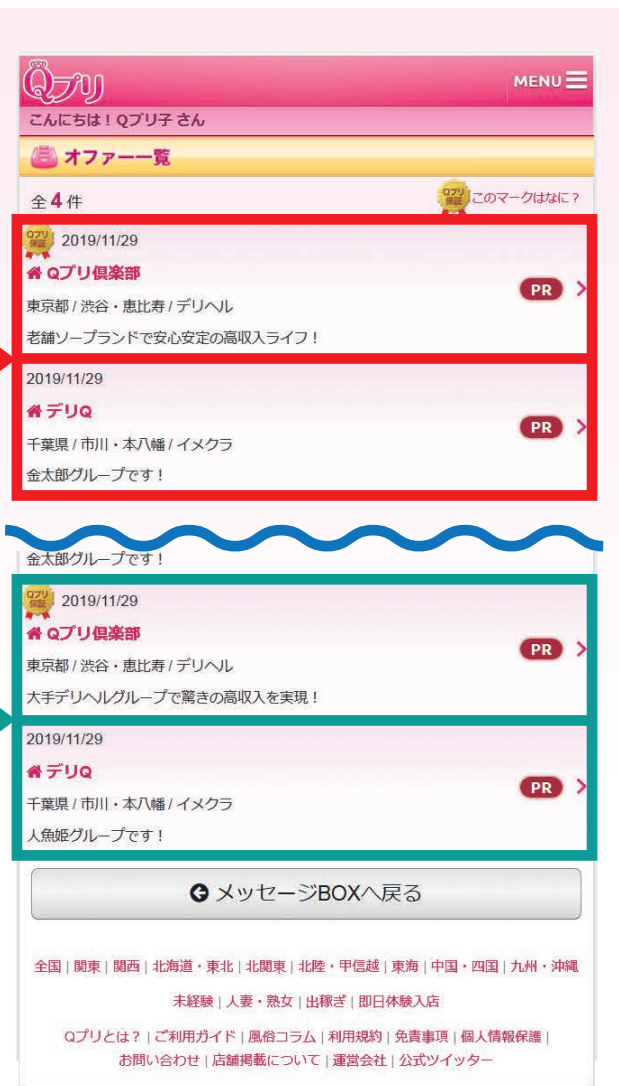 Qプリ
MENU
こんにちは！Qプリ子 さん
オファー一覧
全4件
Qプリ保証 このマークはなに？
Qプリ保証 2019/11/29
Qプリ倶楽部
PR
東京都 / 渋谷・恵比寿 / デリヘル
老舗ソープランドで安心安定の高収入ライフ！
2019/11/29
デリQ
PR
千葉県 / 市川・本八幡 / イメクラ
金太郎グループです！
金太郎グループです！
Qプリ保証 2019/11/29
Qプリ倶楽部
PR
東京都 / 渋谷・恵比寿 / デリヘル
大手デリヘルグループで驚きの高収入を実現！
2019/11/29
デリQ
PR
千葉県 / 市川・本八幡 / イメクラ
人魚姫グループです！
メッセージBOXへ戻る
全国 | 関東 | 関西 | 北海道・東北 | 北関東 | 北陸・甲信越 | 東海 | 中国・四国 | 九州・沖縄
未経験 | 人妻・熟女 | 出稼ぎ | 即日体験入店
Qプリとは？ | ご利用ガイド | 風俗コラム | 利用規約 | 免責事項 | 個人情報保護 |
お問い合わせ | 店舗掲載について | 運営会社 | 公式ツイッター